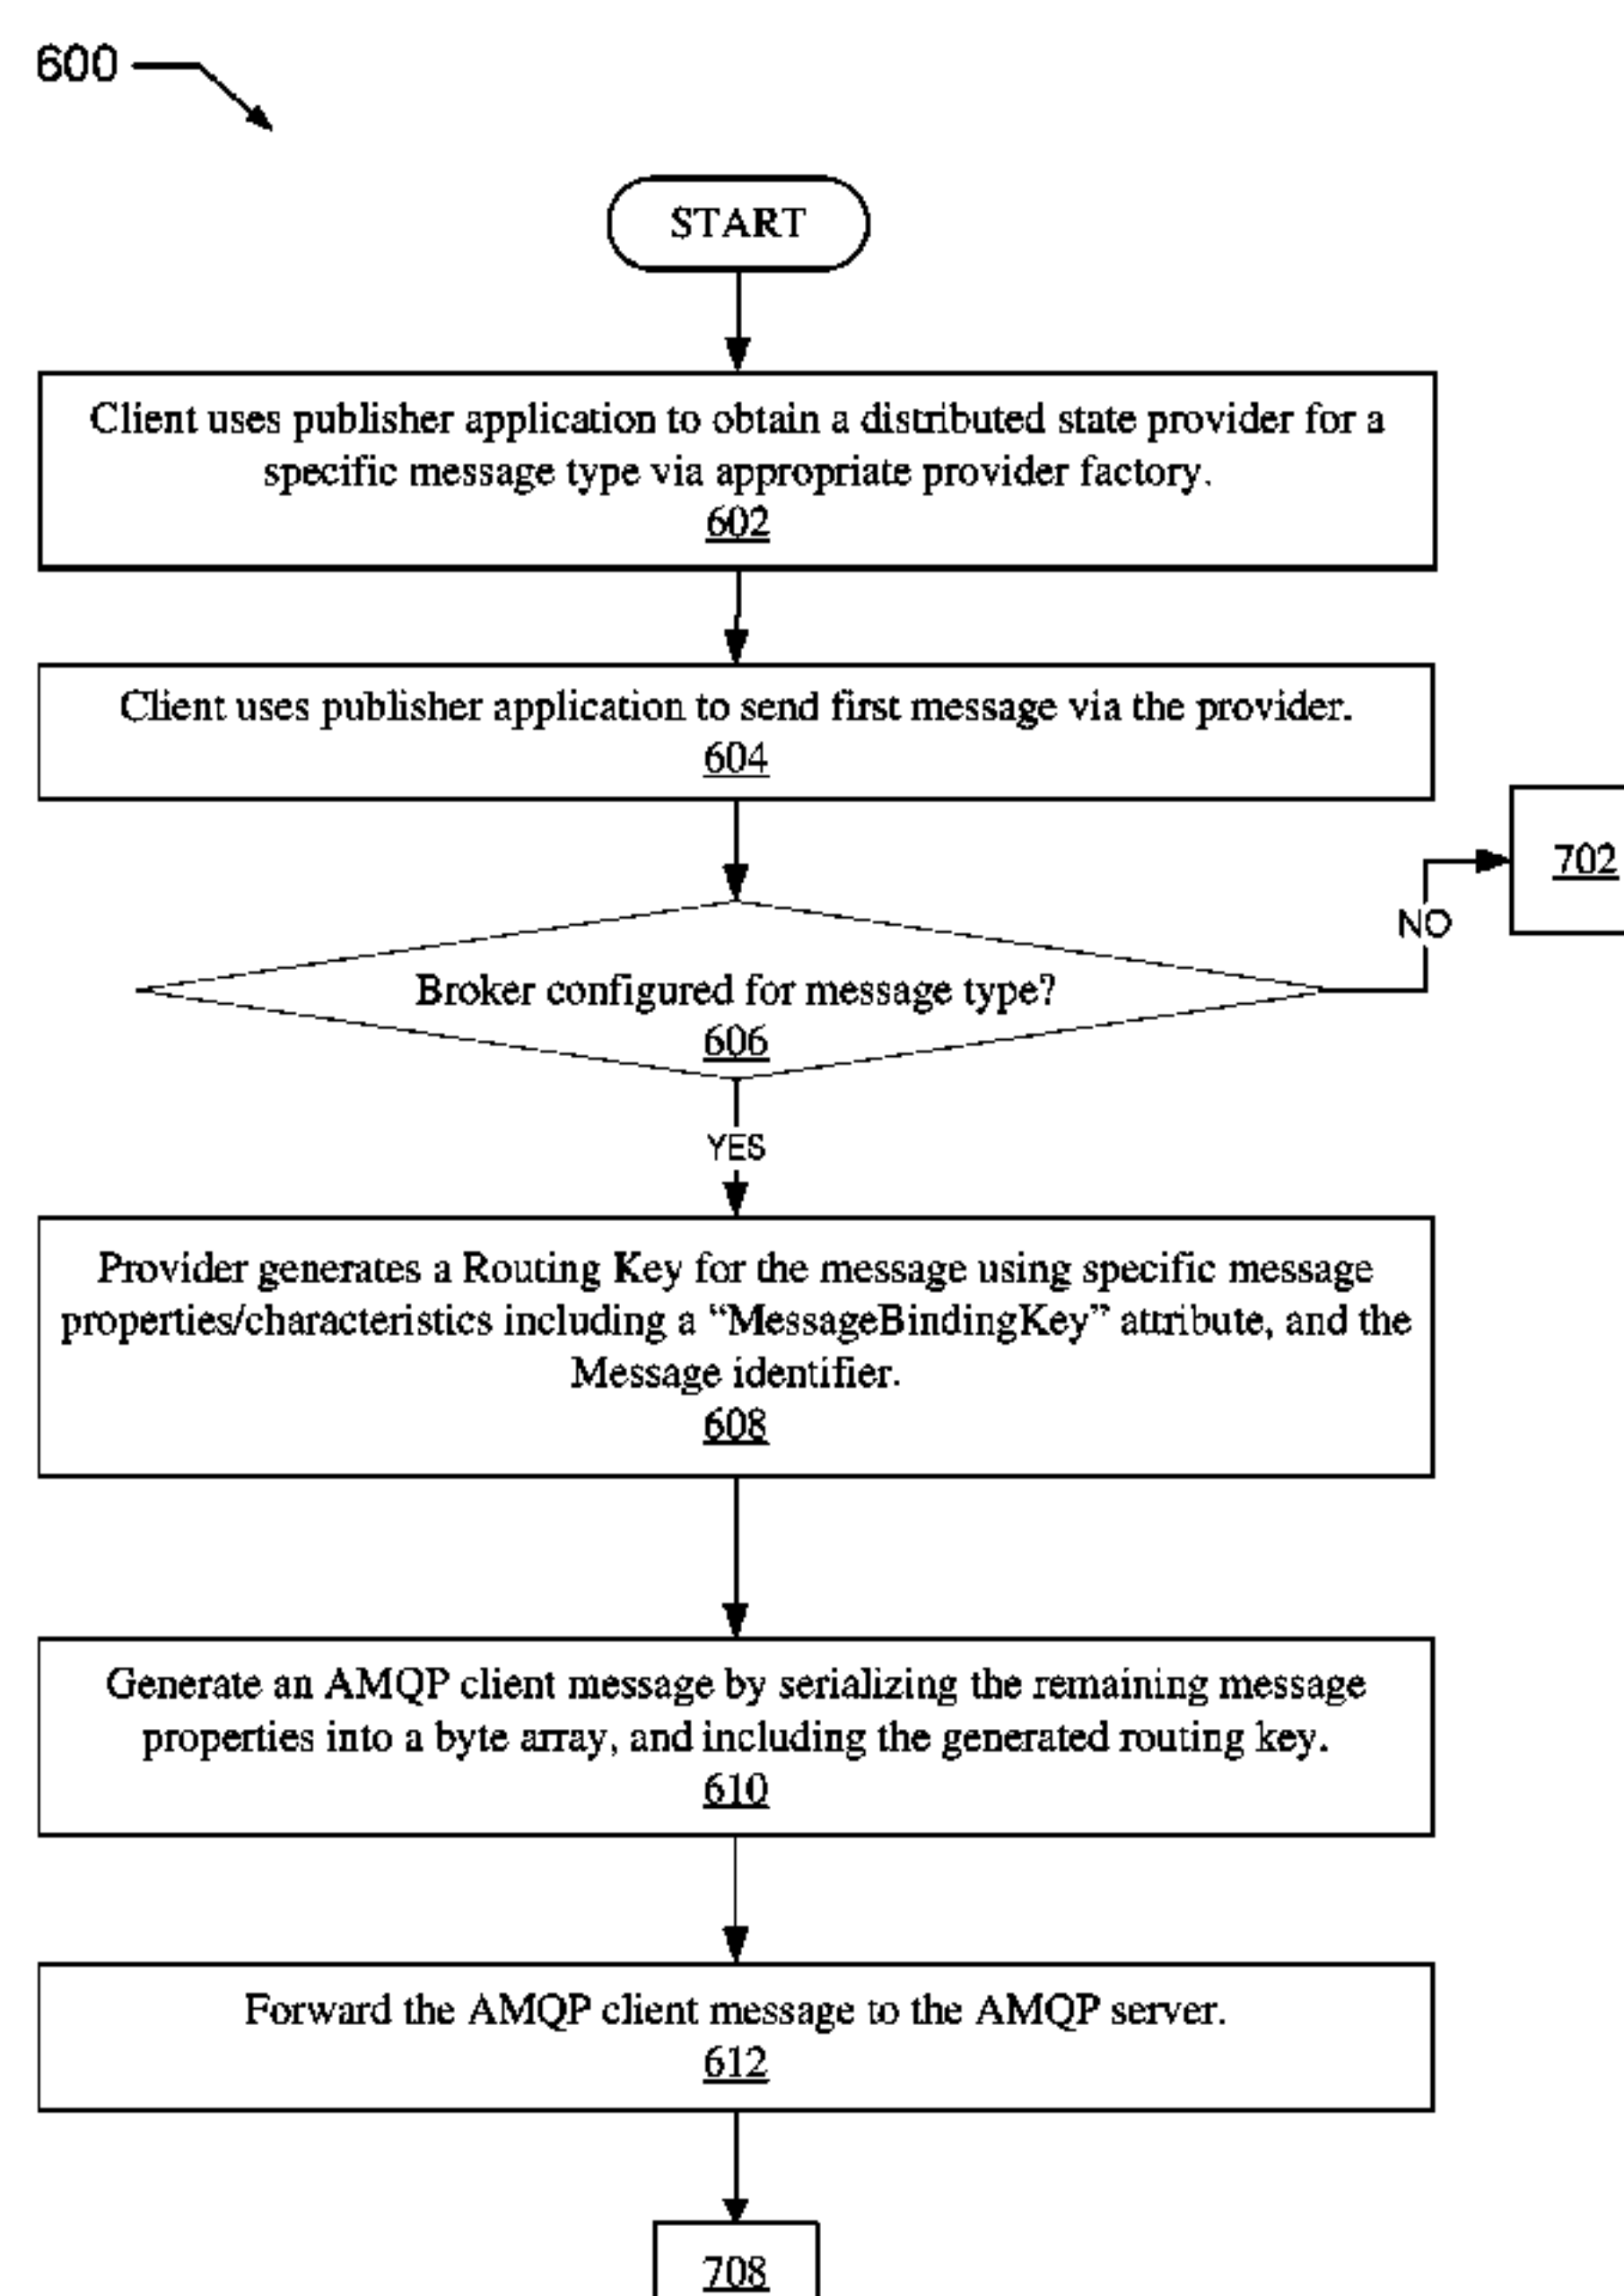 600
START
Client uses publisher application to obtain a distributed state provider for a
specific message type via appropriate provider factory.
602
Client uses publisher application to send first message via the provider.
604
702
NO
Broker configured for message type?
606
YES
Provider generates a Routing Key for the message using specific message
properties/characteristics including a “MessageBindingKey” attribute, and the
Message identifier.
608
Generate an AMQP client message by serializing the remaining message
properties into a byte array, and including the generated routing key.
610
Forward the AMQP client message to the AMQP server.
612
708